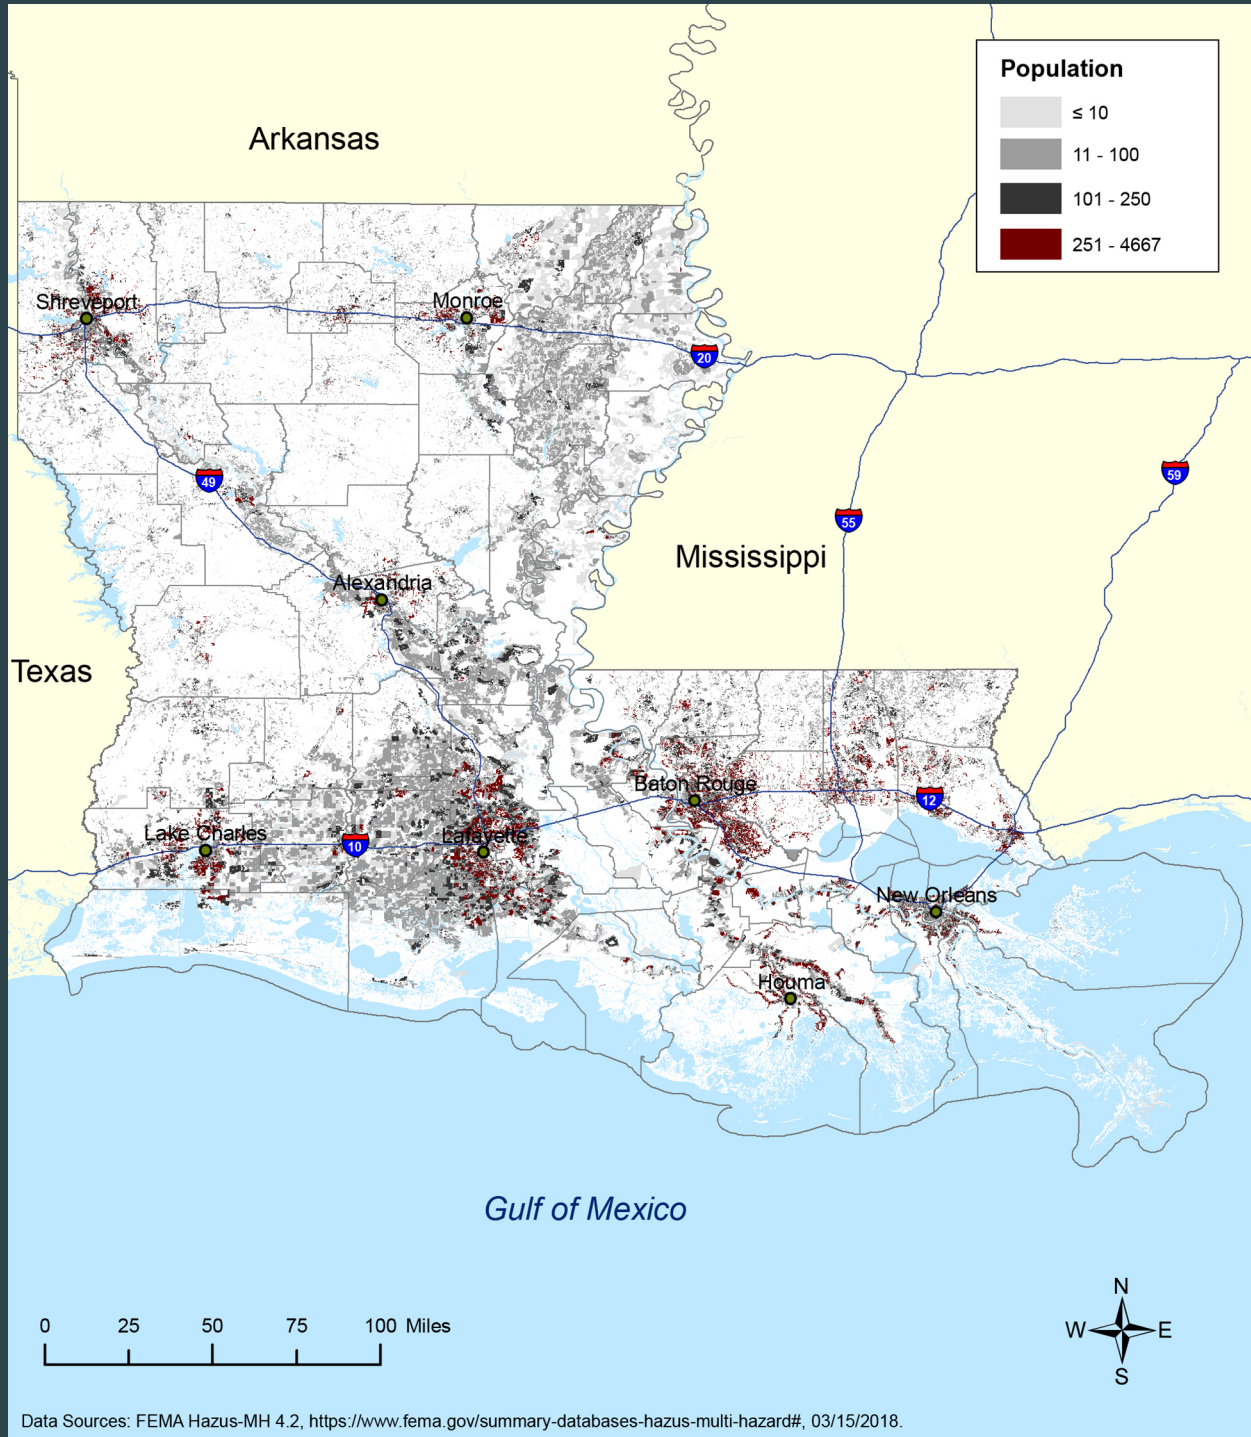 Population
≤ 10
11 - 100
101 - 250
251 - 4667
Arkansas
Shreveport
Monroe
20
49
59
55
Mississippi
Alexandria
Texas
Baton Rouge
12
Lake Charles
Lafayette
10
New Orleans
Houma
Gulf of Mexico
N
W E
S
0 25 50 75 100 Miles
Data Sources: FEMA Hazus-MH 4.2, https://www.fema.gov/summary-databases-hazus-multi-hazard#, 03/15/2018.